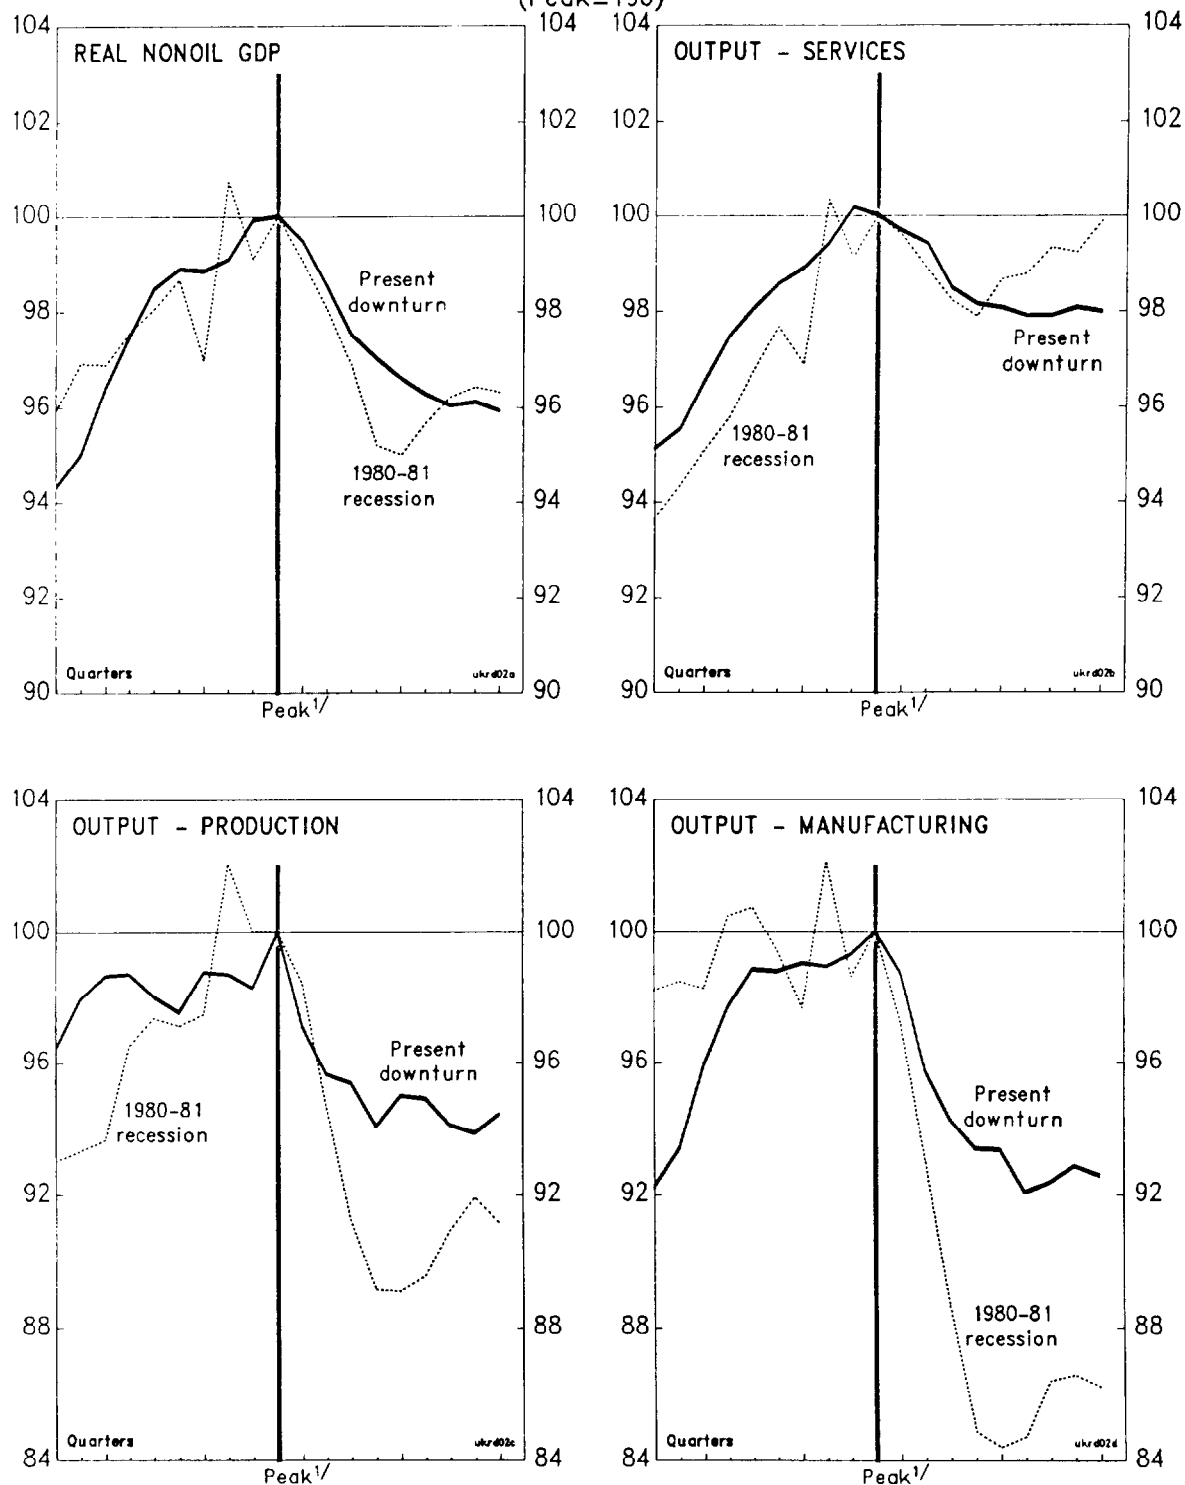 REAL NONOIL GDP
104
102
100
98
96
94
92
90
104
102
100
98
96
94
92
90
Present
downturn
1980-81
recession
Quarters
ukrd02a
Peak1/
OUTPUT - SERVICES
104
102
100
98
96
94
92
90
104
102
100
98
96
94
92
90
Present
downturn
1980-81
recession
Quarters
ukrd02b
Peak1/
OUTPUT - PRODUCTION
104
100
96
92
88
84
104
100
96
92
88
84
Present
downturn
1980-81
recession
Quarters
ukrd02c
Peak1/
OUTPUT - MANUFACTURING
104
100
96
92
88
84
104
100
96
92
88
84
Present
downturn
1980-81
recession
Quarters
ukrd02d
Peak1/